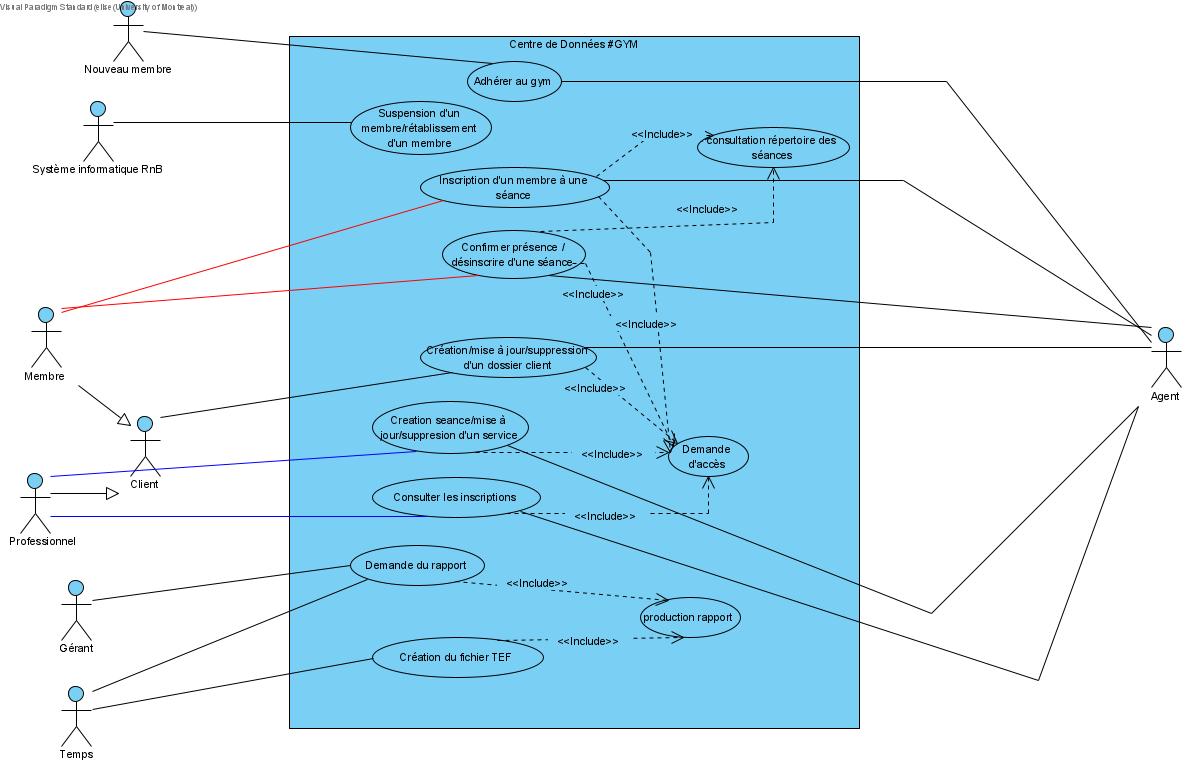 Visual Paradigm Standard (elise (University of Montreal))
Centre de Données #GYM
Nouveau membre
Adhérer au gym
Suspension d'un
membre/rétablissement
d'un membre
Système informatique RnB
<<Include>>
consultation répertoire des
séances
Inscription d'un membre à une
séance
<<Include>>
Confirmer présence /
désinscrire d'une séance
<<Include>>
<<Include>>
Membre
Création/mise à jour/suppression
d'un dossier client
<<Include>>
Agent
Creation seance/mise à
jour/suppresion d'un service
<<Include>>
Demande
d'accès
Client
Consulter les inscriptions
<<Include>>
Professionnel
Demande du rapport
<<Include>>
production rapport
Gérant
<<Include>>
Création du fichier TEF
Temps